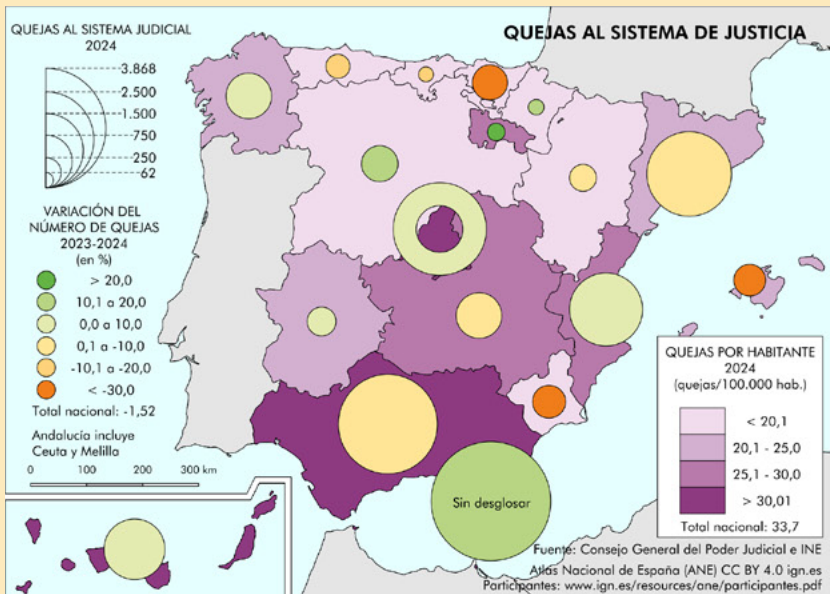 QUEJAS AL SISTEMA DE JUSTICIA
QUEJAS AL SISTEMA JUDICIAL
2024
3.868
2.500
1.500
750
250
62
VARIACIÓN DEL
NÚMERO DE QUEJAS
2023-2024
(en %)
> 20,0
10,1 a 20,0
0,0 a 10,0
0,1 a -10,0
-10,1 a -20,0
< -30,0
Total nacional: -1,52
Andalucía incluye
Ceuta y Melilla
0 100 200 300 km
QUEJAS POR HABITANTE
2024
(quejas/100.000 hab.)
< 20,1
20,1 - 25,0
25,1 - 30,0
> 30,01
Total nacional: 33,7
Sin desglosar
Fuente: Consejo General del Poder Judicial e INE
Atlas Nacional de España (ANE) CC BY 4.0 ign.es
Participantes: www.ign.es/resources/ane/participantes.pdf